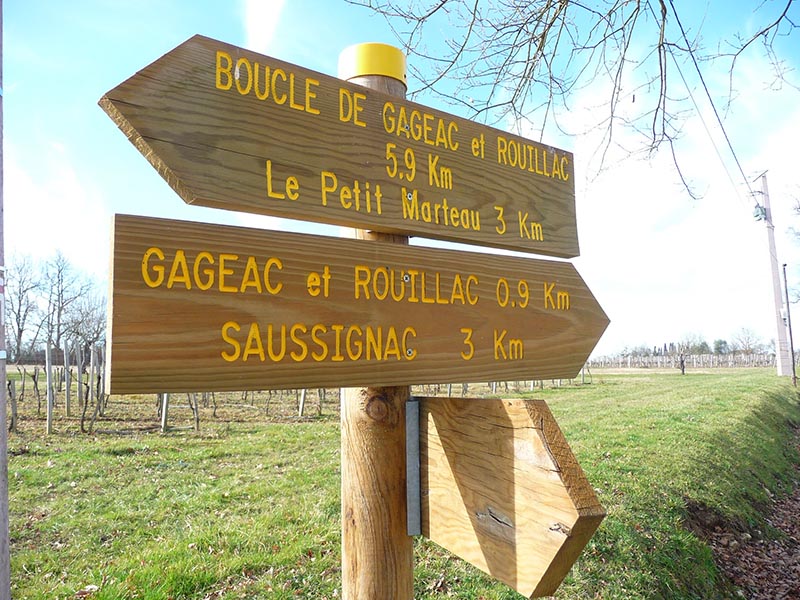 BOUCLE DE GAGEAC et ROUILLAC
5.9 Km
Le Petit Marteau 3 Km
GAGEAC et ROUILLAC 0.9 Km
SAUSSIGNAC 3 Km